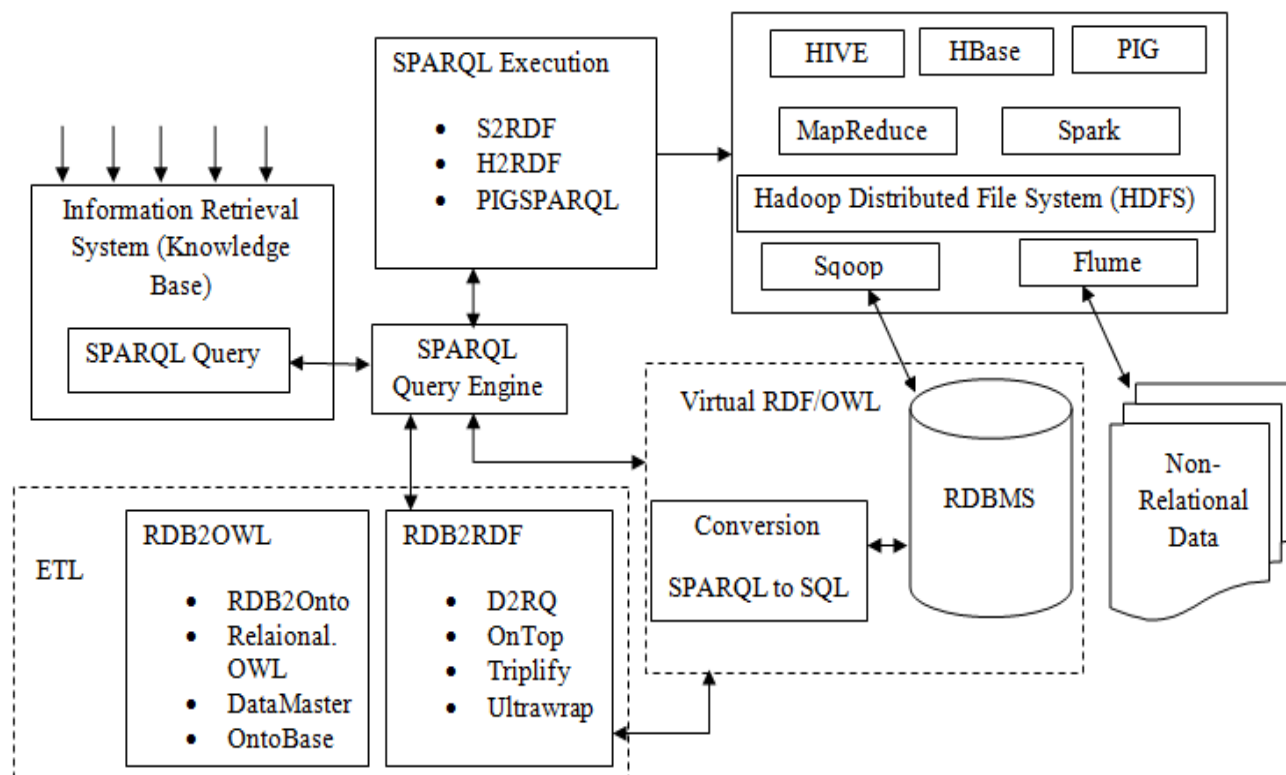 SPARQL Execution
• S2RDF
• H2RDF
• PIGSPARQL
HIVE
HBase
PIG
MapReduce
Spark
Hadoop Distributed File System (HDFS)
Sqoop
Flume
Information Retrieval
System (Knowledge
Base)
SPARQL Query
SPARQL
Query Engine
Virtual RDF/OWL
RDBMS
Conversion
SPARQL to SQL
Non-
Relational
Data
ETL
RDB2OWL
• RDB2Onto
• Relaional.
OWL
• DataMaster
• OntoBase
RDB2RDF
• D2RQ
• OnTop
• Triplify
• Ultrawrap